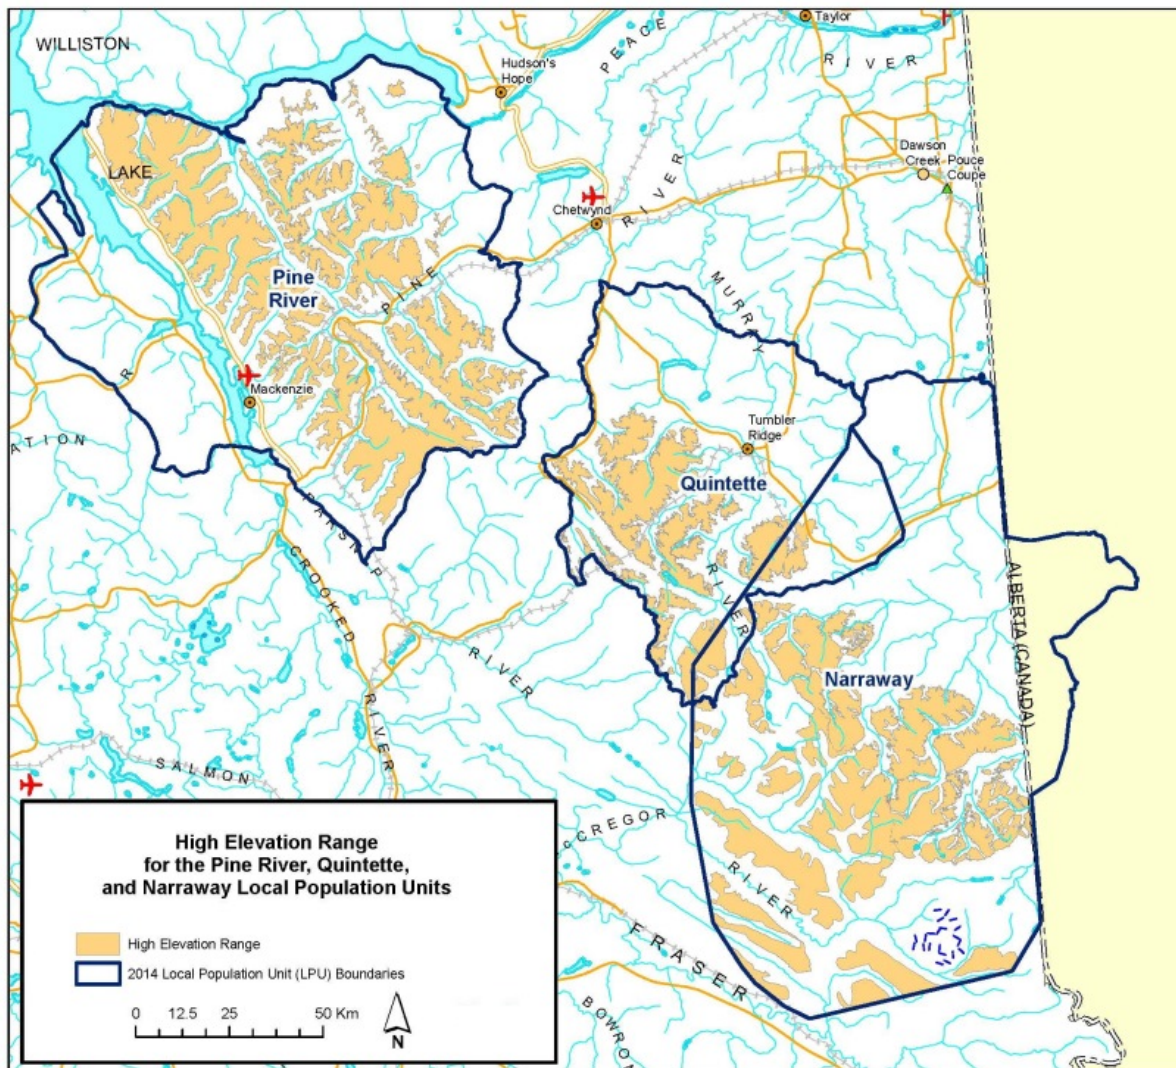 Taylor
WILLISTON
PEACE
RIVER
Hudson's
Hope
LAKE
Dawson
Creek
Pouce
Coupe
Chetwynd
RIVER
Pine
River
PINE
MURRAY
Mackenzie
R
ATION
Tumbler
Ridge
Quintette
PARSNIP
CROOKED
RIVER
RIVER
RIVER
ALBERTA (CANADA)
Narraway
SALMON
McGREGOR
RIVER
FRASER
BOWRON
High Elevation Range
for the Pine River, Quintette,
and Narraway Local Population Units
High Elevation Range
2014 Local Population Unit (LPU) Boundaries
0 12.5 25 50 Km
N